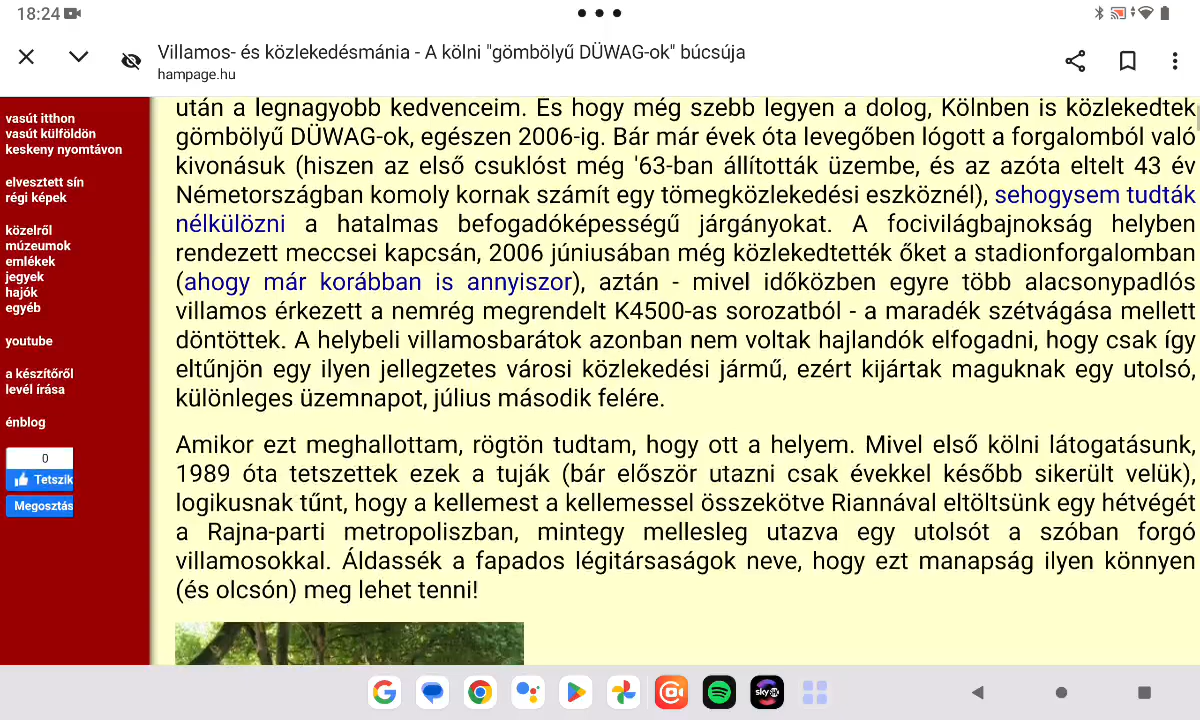 18:24
Villamos- és közlekedésmánia - A kölni "gömbölyű DÜWAG-ok" búcsúja
hampage.hu
vasút itthon
vasút külföldön
keskeny nyomtávon
elvesztett sín
régi képek
közelről
múzeumok
emlékek
jegyek
hajók
egyéb
youtube
a készítőről
levél írása
énblog
0
Tetszik
Megosztás
után a legnagyobb kedvenceim. És hogy még szebb legyen a dolog, Kölnben is közlekedtek
gömbölyű DÜWAG-ok, egészen 2006-ig. Bár már évek óta levegőben lógott a forgalomból való
kivonásuk (hiszen az első csuklóst még '63-ban állították üzembe, és az azóta eltelt 43 év
Németországban komoly kornak számít egy tömegközlekedési eszköznél), sehogysem tudták
nélkülözni a hatalmas befogadóképességű járgányokat. A focivilágbajnokság helyben
rendezett meccsei kapcsán, 2006 júniusában még közlekedtették őket a stadionforgalomban
(ahogy már korábban is annyiszor), aztán - mivel időközben egyre több alacsonypadlós
villamos érkezett a nemrég megrendelt K4500-as sorozatból - a maradék szétvágása mellett
döntöttek. A helybeli villamosbarátok azonban nem voltak hajlandók elfogadni, hogy csak így
eltűnjön egy ilyen jellegzetes városi közlekedési jármű, ezért kijártak maguknak egy utolsó,
különleges üzemnapot, július második felére.
Amikor ezt meghallottam, rögtön tudtam, hogy ott a helyem. Mivel első kölni látogatásunk,
1989 óta tetszettek ezek a tuják (bár először utazni csak évekkel később sikerült velük),
logikusnak tűnt, hogy a kellemest a kellemessel összekötve Riannával eltöltsünk egy hétvégét
a Rajna-parti metropoliszban, mintegy mellesleg utazva egy utolsót a szóban forgó
villamosokkal. Áldassék a fapados légitársaságok neve, hogy ezt manapság ilyen könnyen
(és olcsón) meg lehet tenni!
sky